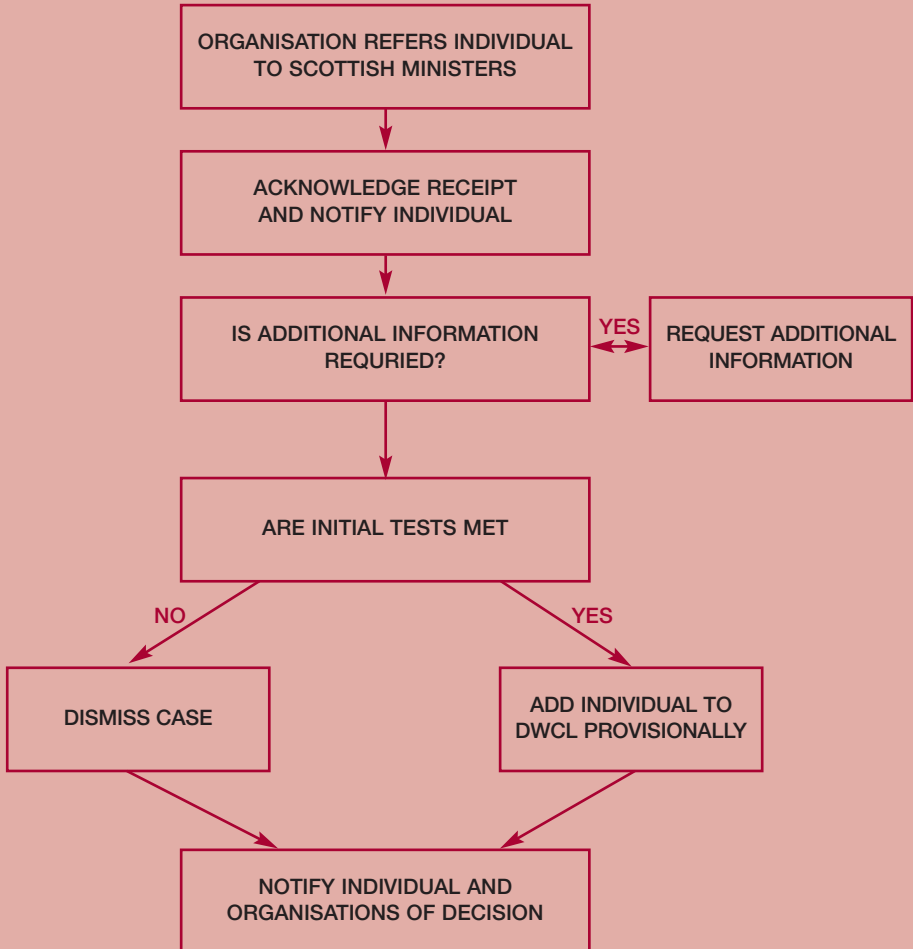 ORGANISATION REFERS INDIVIDUAL
TO SCOTTISH MINISTERS
ACKNOWLEDGE RECEIPT
AND NOTIFY INDIVIDUAL
IS ADDITIONAL INFORMATION
REQURIED?
YES
REQUEST ADDITIONAL
INFORMATION
ARE INITIAL TESTS MET
NO
YES
DISMISS CASE
ADD INDIVIDUAL TO
DWCL PROVISIONALLY
NOTIFY INDIVIDUAL AND
ORGANISATIONS OF DECISION